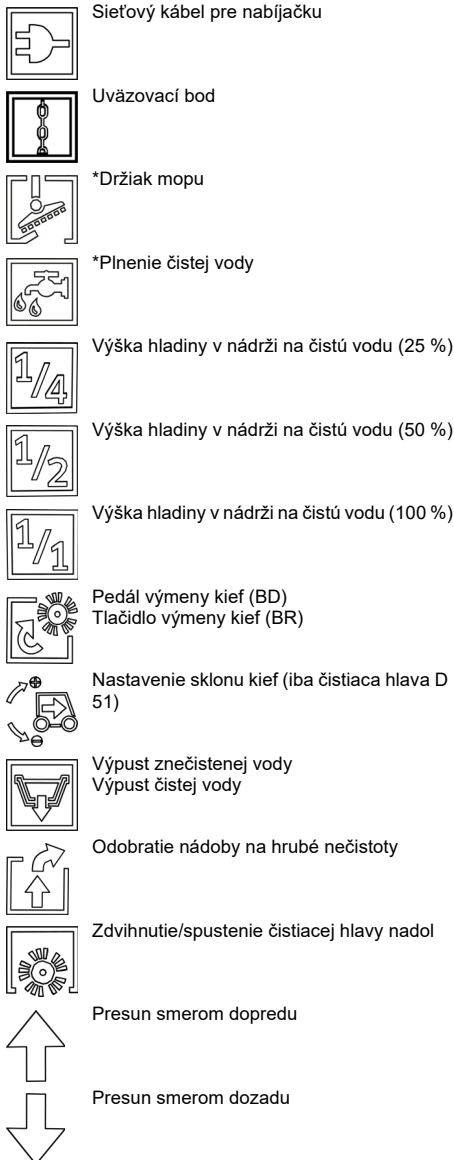 Sieťový kábel pre nabíjačku
Uväzovací bod
*Držiak mopu
*Plnenie čistej vody
1/4
Výška hladiny v nádrži na čistú vodu (25 %)
1/2
Výška hladiny v nádrži na čistú vodu (50 %)
1/1
Výška hladiny v nádrži na čistú vodu (100 %)
Pedál výmeny kief (BD)
Tlačidlo výmeny kief (BR)
Nastavenie sklonu kief (iba čistiaca hlava D
51)
Výpust znečistenej vody
Výpust čistej vody
Odobratie nádoby na hrubé nečistoty
Zdvihnutie/spustenie čistiacej hlavy nadol
Presun smerom dopredu
Presun smerom dozadu